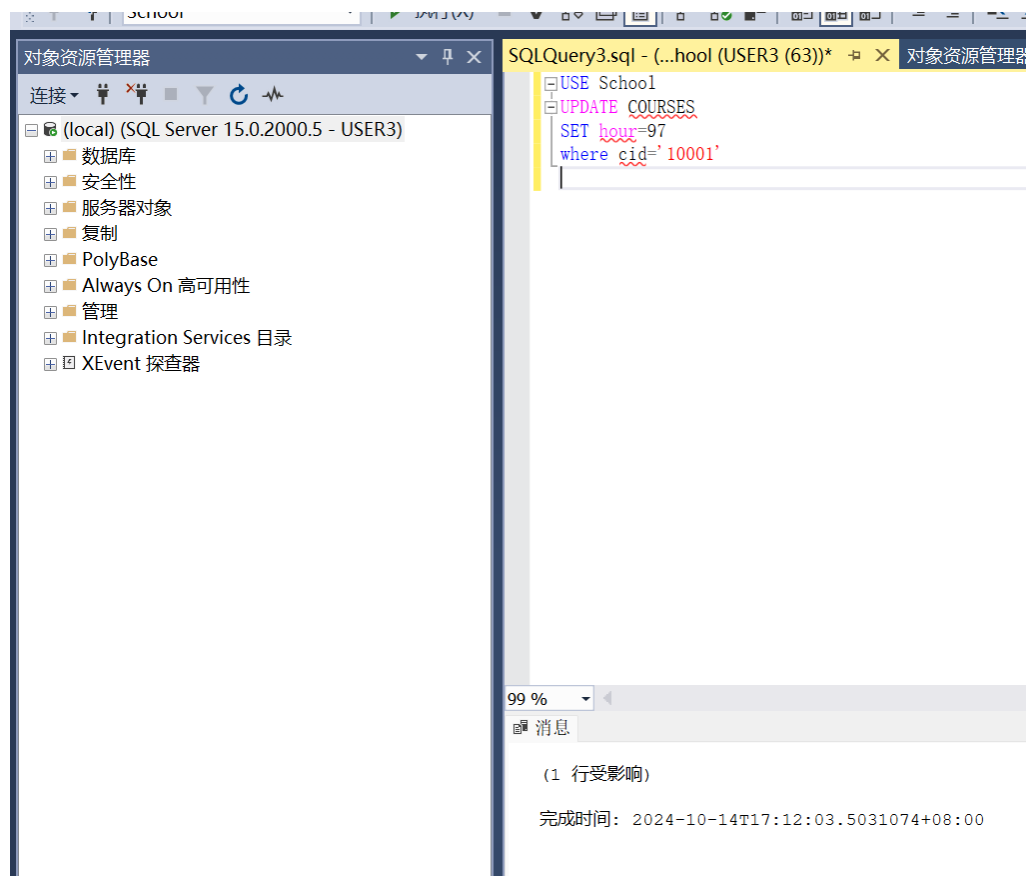 School
对象资源管理器
SQLQuery3.sql - (...hool (USER3 (63))*
对象资源管理器
连接
(local) (SQL Server 15.0.2000.5 - USER3)
数据库
安全性
服务器对象
复制
PolyBase
Always On 高可用性
管理
Integration Services 目录
XEvent 探查器
USE School
UPDATE COURSES
SET hour=97
where cid='10001'
99 %
消息
(1 行受影响)
完成时间: 2024-10-14T17:12:03.5031074+08:00